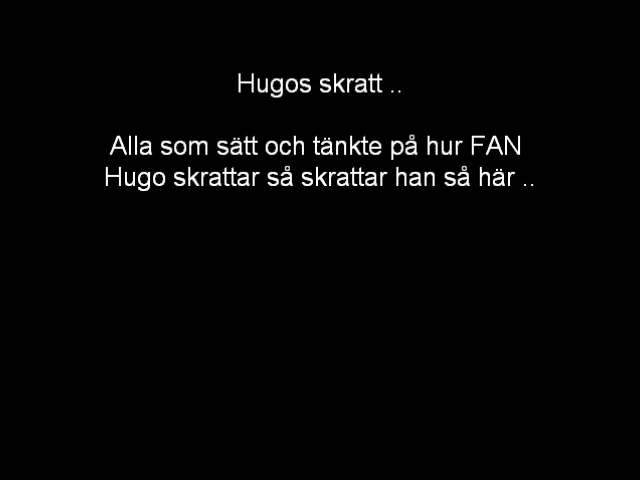 Hugos skratt ..
Alla som sätt och tänkte på hur FAN
Hugo skrattar så skrattar han så här ..